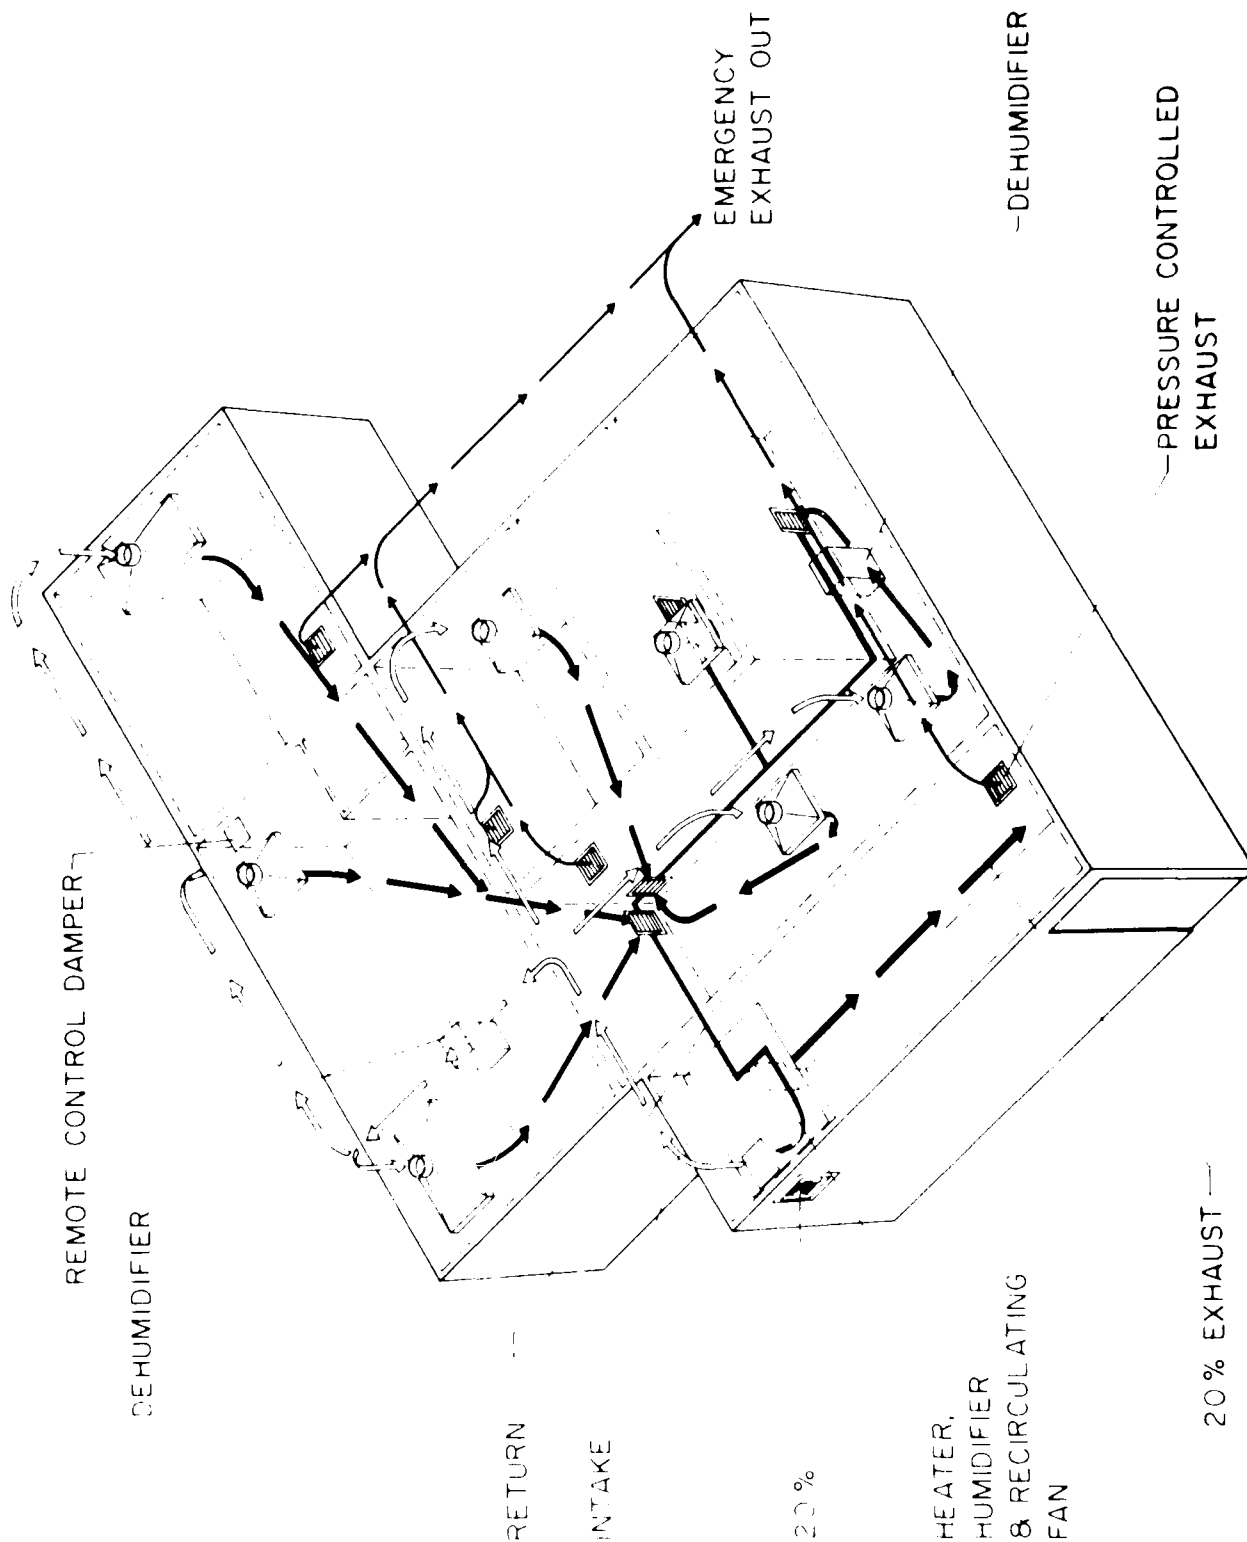 REMOTE CONTROL DAMPER
DEHUMIDIFIER
RETURN
INTAKE
20%
HEATER,
HUMIDIFIER
& RECIRCULATING
FAN
20% EXHAUST
EMERGENCY
EXHAUST OUT
DEHUMIDIFIER
PRESSURE CONTROLLED
EXHAUST